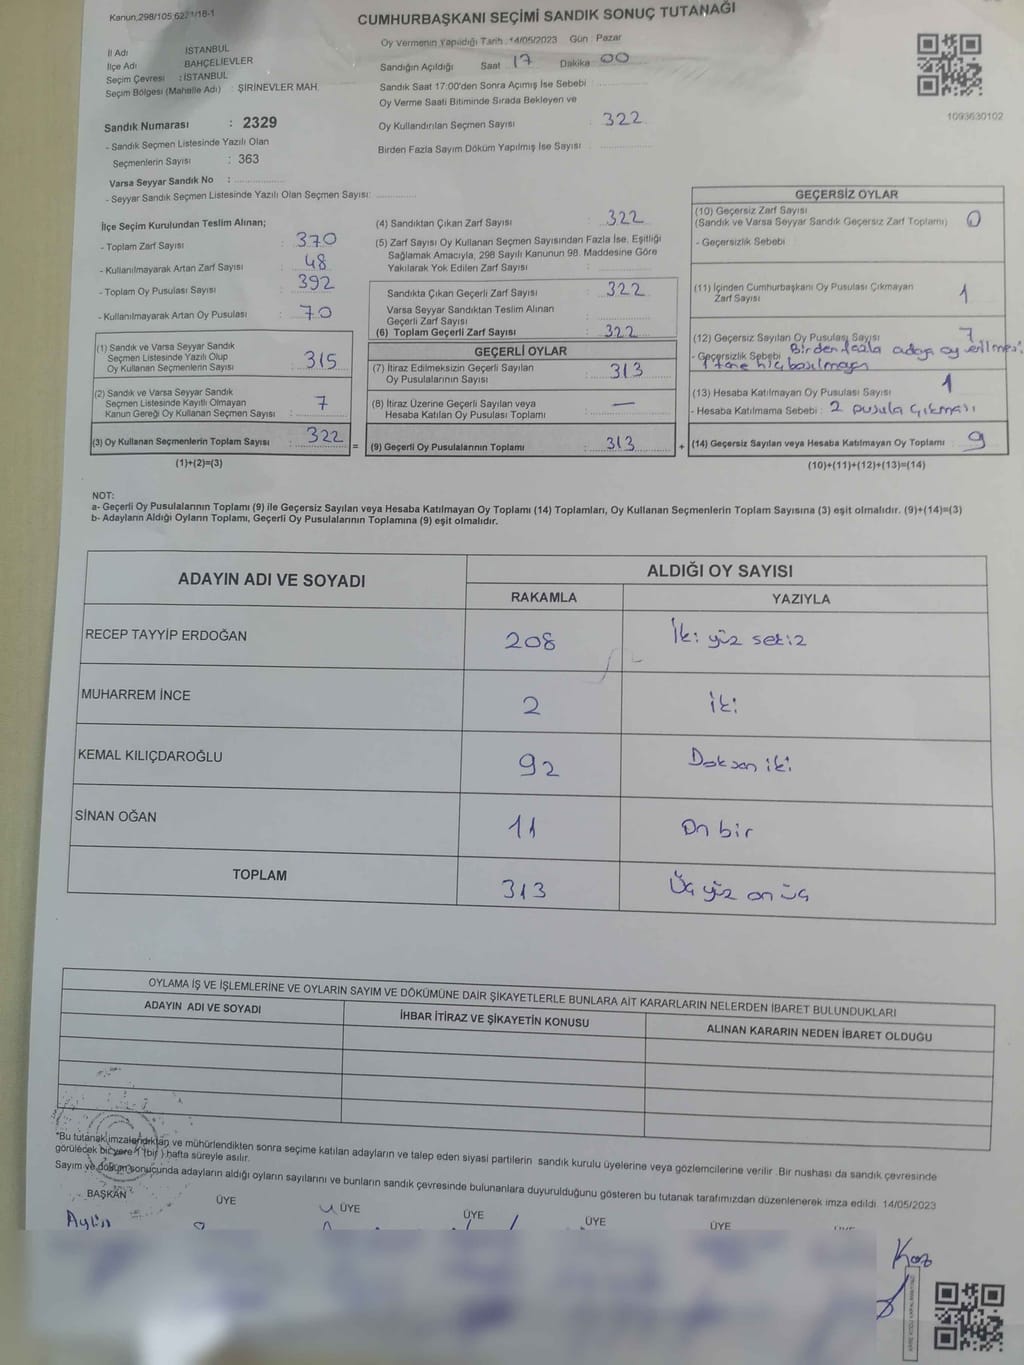 Kanun,298/105 62/1/18-1
CUMHURBAŞKANI SEÇİMİ SANDIK SONUÇ TUTANAĞI
İl Adı : İSTANBUL
İlçe Adı : BAHÇELİEVLER
Seçim Çevresi : İSTANBUL
Seçim Bölgesi (Mahalle Adı) : ŞİRİNEVLER MAH.
Sandık Numarası : 2329
- Sandık Seçmen Listesinde Yazılı Olan
Seçmenlerin Sayısı : 363
Varsa Seyyar Sandık No :
- Seyyar Sandık Seçmen Listesinde Yazılı Olan Seçmen Sayısı:
Oy Vermenin Yapıldığı Tarih : 14/05/2023 Gün : Pazar
Sandığın Açıldığı Saat 17 Dakika 00
Sandık Saat 17:00'den Sonra Açımış İse Sebebi :
Oy Verme Saati Bitiminde Sırada Bekleyen ve
Oy Kullandırılan Seçmen Sayısı : 322
Birden Fazla Sayım Döküm Yapılmış İse Sayısı :
1093630102
İlçe Seçim Kurulundan Teslim Alınan;
- Toplam Zarf Sayısı : 370
- Kullanılmayarak Artan Zarf Sayısı : 48
- Toplam Oy Pusulası Sayısı : 392
- Kullanılmayarak Artan Oy Pusulası : 70
(1) Sandık ve Varsa Seyyar Sandık
Seçmen Listesinde Yazılı Olup
Oy Kullanan Seçmenlerin Sayısı : 315
(2) Sandık ve Varsa Seyyar Sandık
Seçmen Listesinde Kayıtlı Olmayan
Kanun Gereği Oy Kullanan Seçmen Sayısı : 7
(3) Oy Kullanan Seçmenlerin Toplam Sayısı : 322
(1)+(2)=(3)
(4) Sandıktan Çıkan Zarf Sayısı : 322
(5) Zarf Sayısı Oy Kullanan Seçmen Sayısından Fazla İse, Eşitliği
Sağlamak Amacıyla, 298 Sayılı Kanunun 98. Maddesine Göre
Yakılarak Yok Edilen Zarf Sayısı :
Sandıkta Çıkan Geçerli Zarf Sayısı : 322
Varsa Seyyar Sandıktan Teslim Alınan
Geçerli Zarf Sayısı :
(6) Toplam Geçerli Zarf Sayısı : 322
GEÇERLİ OYLAR
(7) İtiraz Edilmeksizin Geçerli Sayılan
Oy Pusulalarının Sayısı : 313
(8) İtiraz Üzerine Geçerli Sayılan veya
Hesaba Katılan Oy Pusulası Toplamı : —
= (9) Geçerli Oy Pusulalarının Toplamı : 313 +
GEÇERSİZ OYLAR
(10) Geçersiz Zarf Sayısı
(Sandık ve Varsa Seyyar Sandık Geçersiz Zarf Toplamı) 0
- Geçersizlik Sebebi
(11) İçinden Cumhurbaşkanı Oy Pusulası Çıkmayan
Zarf Sayısı 1
(12) Geçersiz Sayılan Oy Pusulası Sayısı 7
- Geçersizlik Sebebi Birden fazla adaya oy verilmesi
1 tane hiç basılmayan
(13) Hesaba Katılmayan Oy Pusulası Sayısı 1
- Hesaba Katılmama Sebebi : 2 pusula çıkması
(14) Geçersiz Sayılan veya Hesaba Katılmayan Oy Toplamı : 9
(10)+(11)+(12)+(13)=(14)
NOT:
a- Geçerli Oy Pusulalarının Toplamı (9) ile Geçersiz Sayılan veya Hesaba Katılmayan Oy Toplamı (14) Toplamları, Oy Kullanan Seçmenlerin Toplam Sayısına (3) eşit olmalıdır. (9)+(14)=(3)
b- Adayların Aldığı Oyların Toplamı, Geçerli Oy Pusulalarının Toplamına (9) eşit olmalıdır.
ADAYIN ADI VE SOYADI ALDIĞI OY SAYISI
RAKAMLA YAZIYLA
RECEP TAYYİP ERDOĞAN 208 İki yüz sekiz
MUHARREM İNCE 2 iki
KEMAL KILIÇDAROĞLU 92 Doksan iki
SİNAN OĞAN 11 On bir
TOPLAM 313 Üç yüz on üç
OYLAMA İŞ VE İŞLEMLERİNE VE OYLARIN SAYIM VE DÖKÜMÜNE DAİR ŞİKAYETLERLE BUNLARA AİT KARARLARIN NELERDEN İBARET BULUNDUKLARI
ADAYIN ADI VE SOYADI İHBAR İTİRAZ VE ŞİKAYETİN KONUSU ALINAN KARARIN NEDEN İBARET OLDUĞU
"Bu tutanak imzalandıktan ve mühürlendikten sonra seçime katılan adayların ve talep eden siyasi partilerin sandık kurulu üyelerine veya gözlemcilerine verilir. Bir nushası da sandık çevresinde
görülecek bir yere 1 (bir) hafta süreyle asılır.
Sayım ve döküm sonucunda adayların aldığı oyların sayılarını ve bunların sandık çevresinde bulunanlara duyurulduğunu gösteren bu tutanak tarafımızdan düzenlenerek imza edildi. 14/05/2023
BAŞKAN ÜYE ÜYE ÜYE ÜYE ÜYE
Aylin